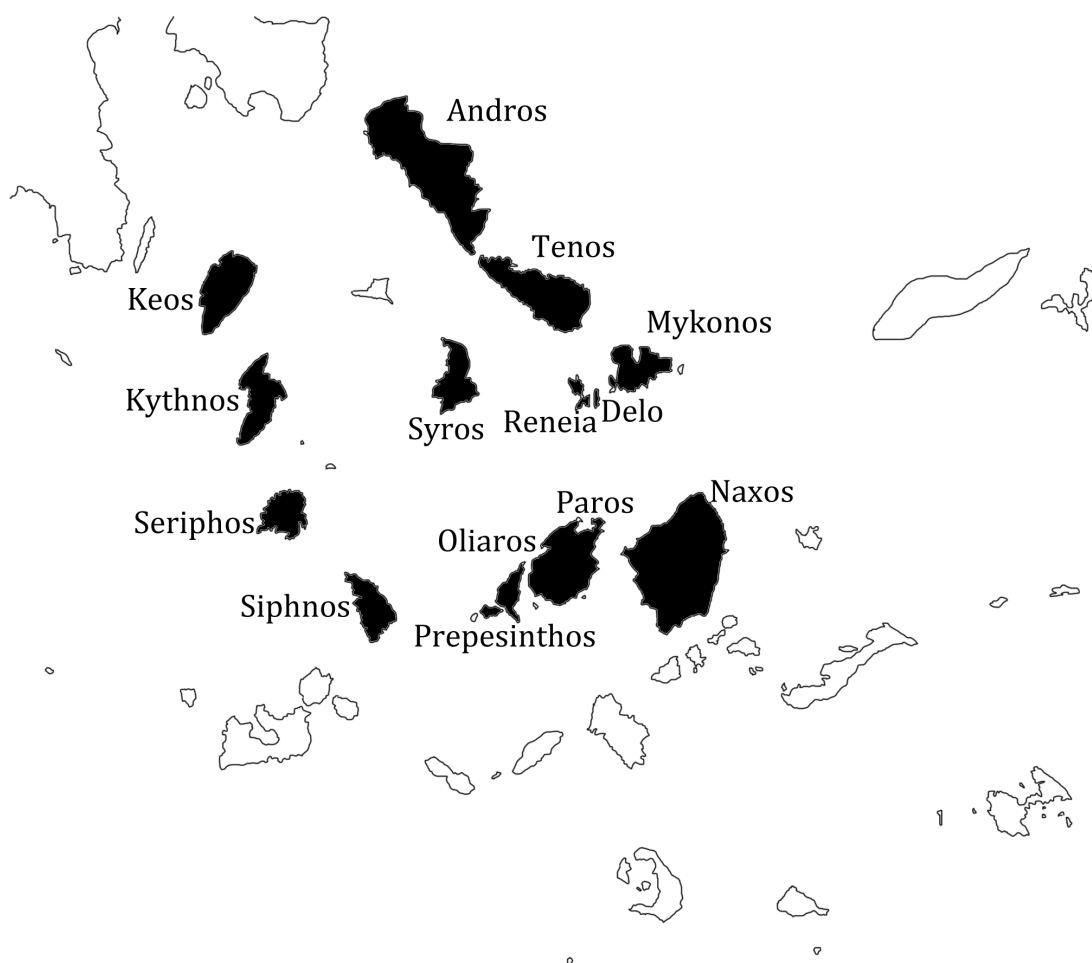 Andros
Tenos
Keos
Mykonos
Kythnos
Syros
Reneia
Delo
Naxos
Paros
Seriphos
Oliaros
Siphnos
Prepesinthos